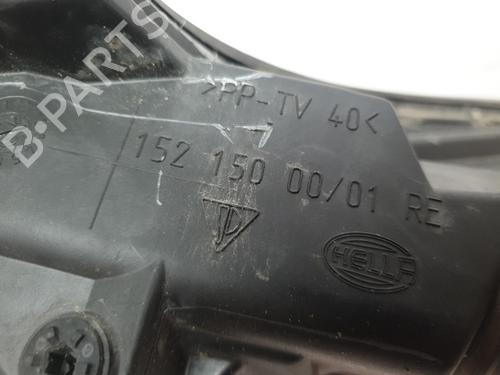 >PP-TV 40<
152 150 00/01 RE
HELLA
B-PARTS